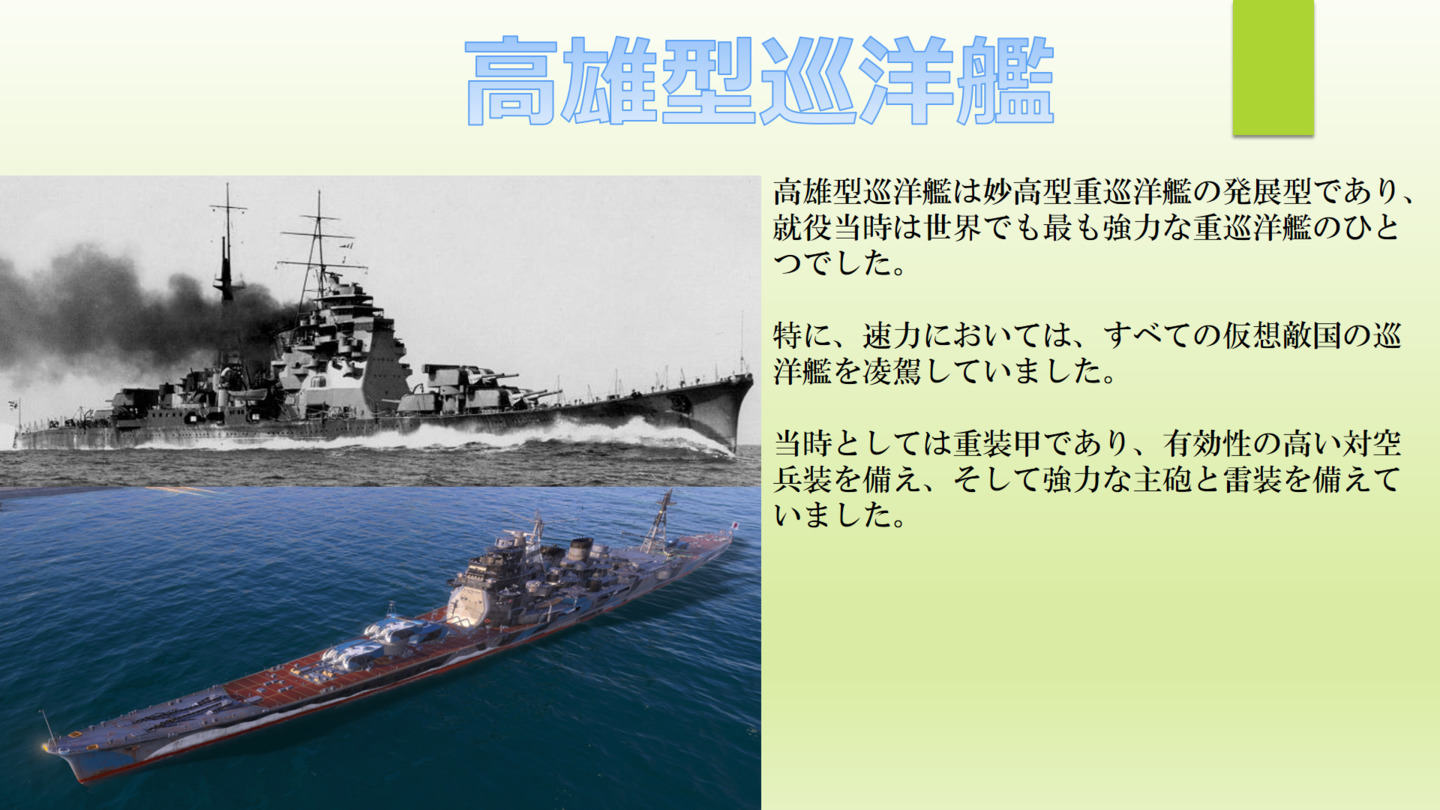 高雄型巡洋艦
高雄型巡洋艦は妙高型重巡洋艦の発展型であり、
就役当時は世界でも最も強力な重巡洋艦のひと
つでした。
特に、速力においては、すべての仮想敵国の巡
洋艦を凌駕していました。
当時としては重装甲であり、有効性の高い対空
兵装を備え、そして強力な主砲と雷装を備えて
いました。